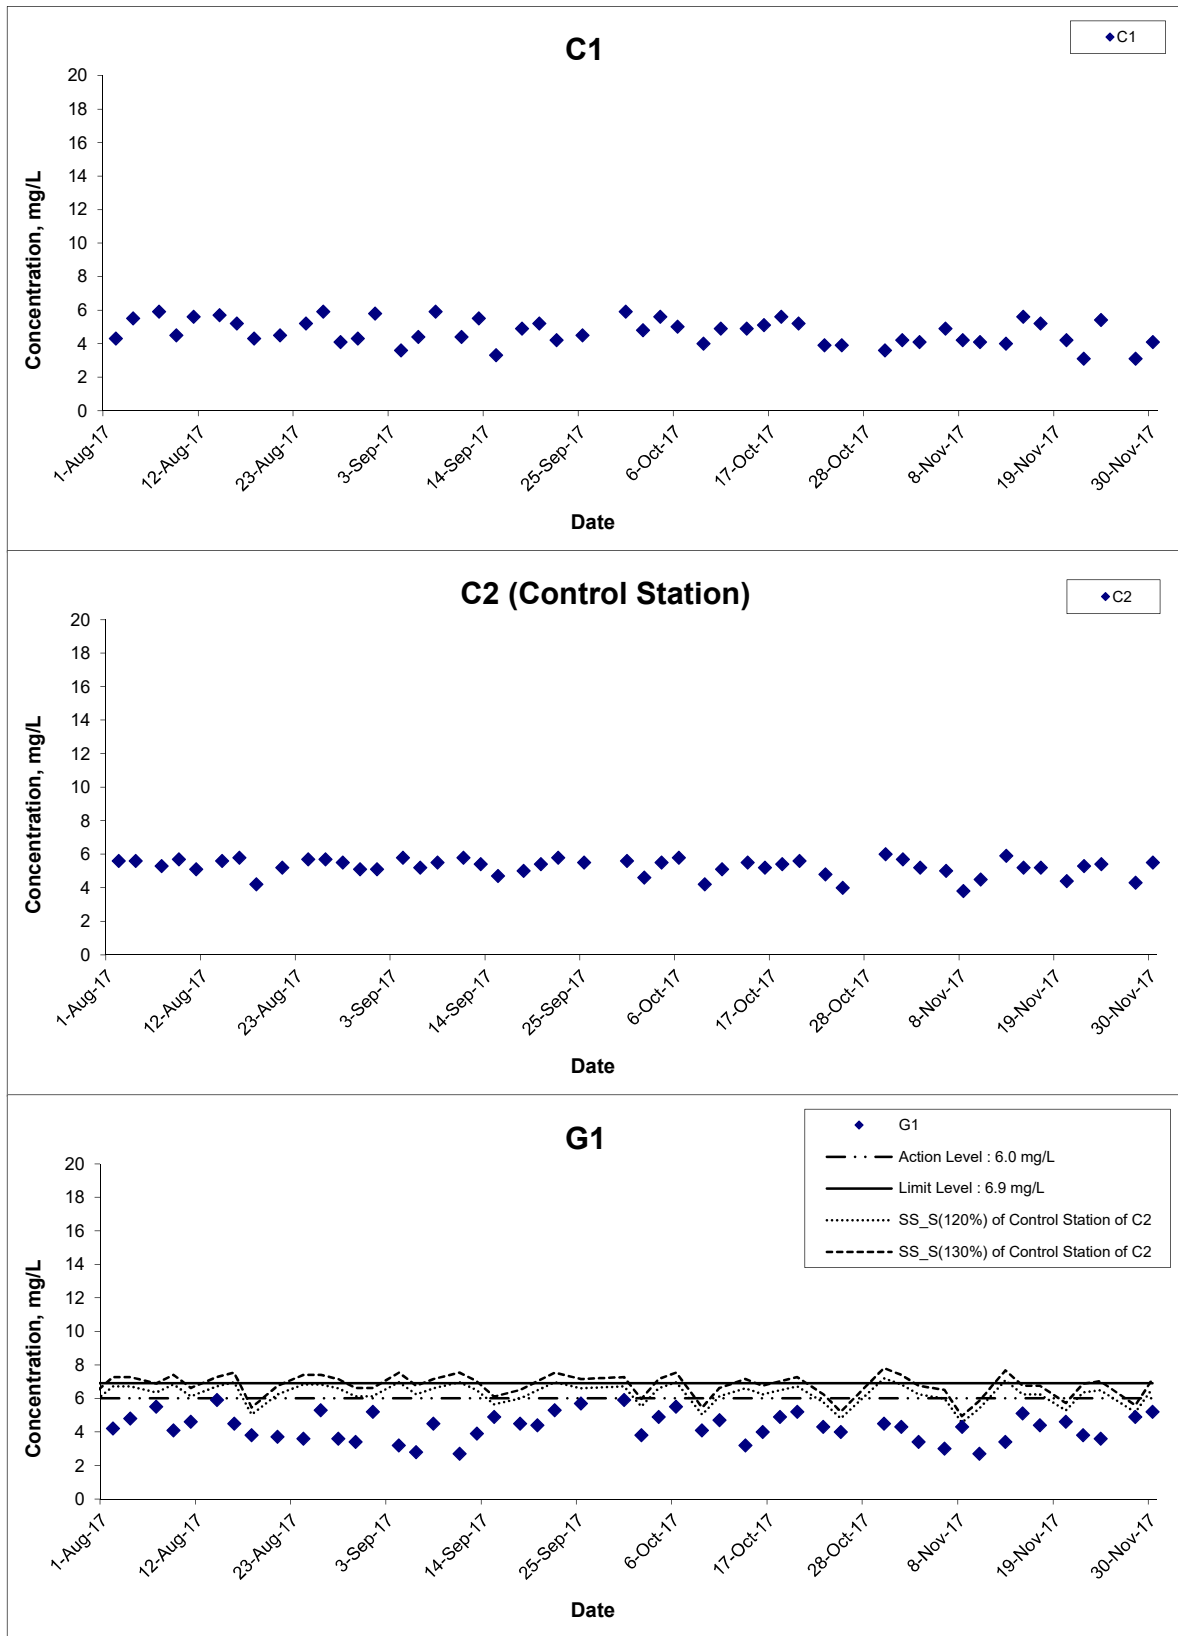 C1
C1
Concentration, mg/L
20
18
16
14
12
10
8
6
4
2
0
1-Aug-17
12-Aug-17
23-Aug-17
3-Sep-17
14-Sep-17
25-Sep-17
6-Oct-17
17-Oct-17
28-Oct-17
8-Nov-17
19-Nov-17
30-Nov-17
Date
C2 (Control Station)
C2
Concentration, mg/L
20
18
16
14
12
10
8
6
4
2
0
1-Aug-17
12-Aug-17
23-Aug-17
3-Sep-17
14-Sep-17
25-Sep-17
6-Oct-17
17-Oct-17
28-Oct-17
8-Nov-17
19-Nov-17
30-Nov-17
Date
G1
G1
Action Level : 6.0 mg/L
Limit Level : 6.9 mg/L
SS_S(120%) of Control Station of C2
SS_S(130%) of Control Station of C2
Concentration, mg/L
20
18
16
14
12
10
8
6
4
2
0
1-Aug-17
12-Aug-17
23-Aug-17
3-Sep-17
14-Sep-17
25-Sep-17
6-Oct-17
17-Oct-17
28-Oct-17
8-Nov-17
19-Nov-17
30-Nov-17
Date